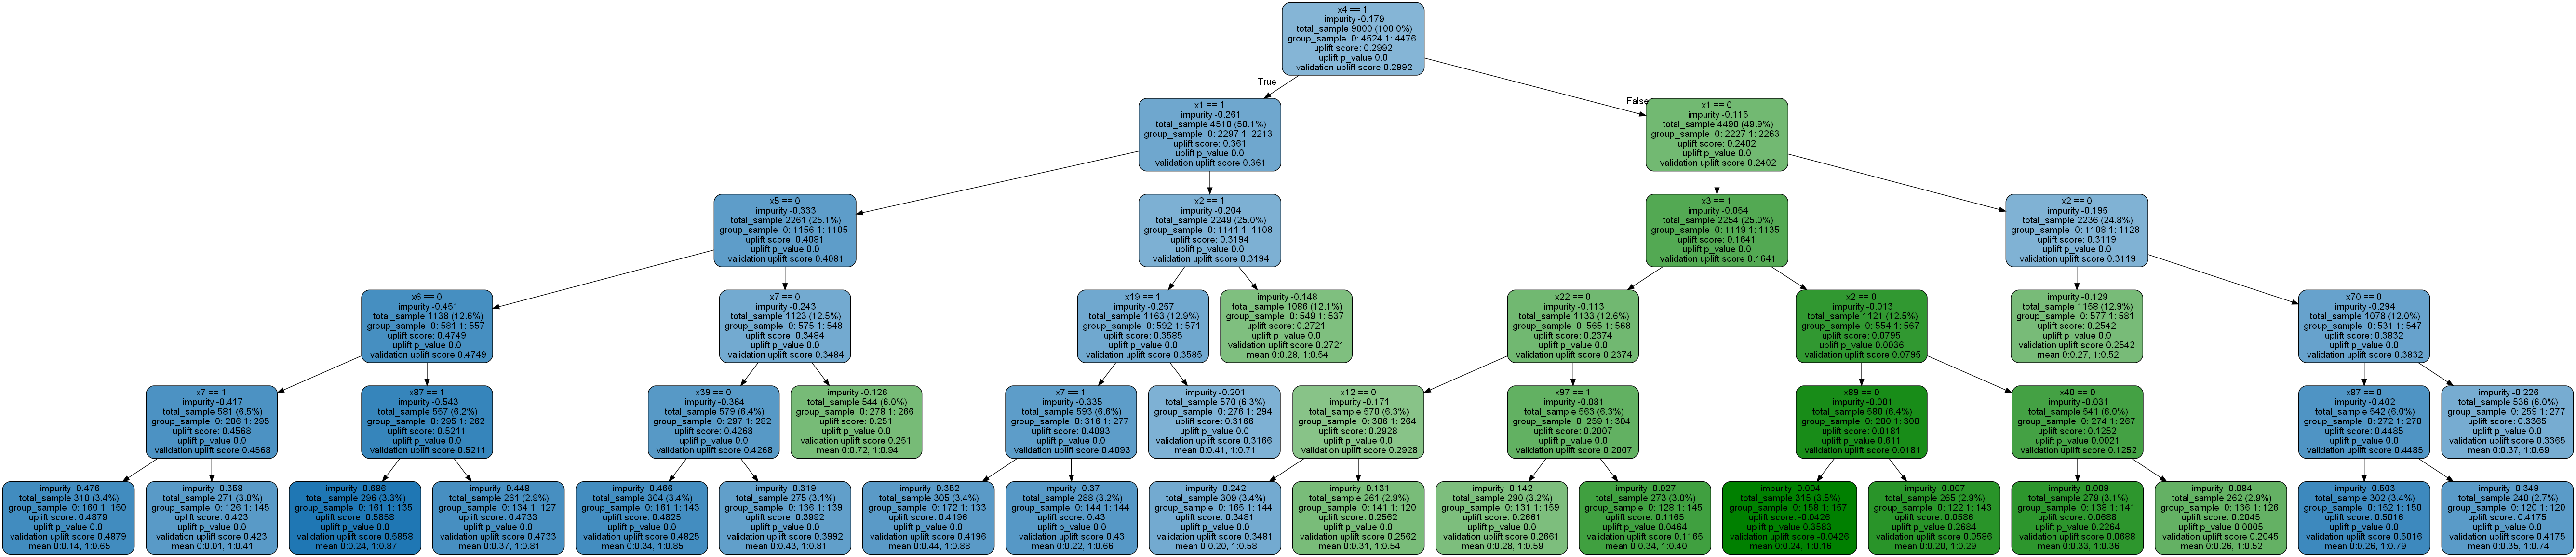 x4 == 1
impurity -0.179
total_sample 9000 (100.0%)
group_sample 0: 4524 1: 4476
uplift score: 0.2992
uplift p_value 0.0
validation uplift score 0.2992
True
False
x1 == 1
impurity -0.261
total_sample 4510 (50.1%)
group_sample 0: 2297 1: 2213
uplift score: 0.361
uplift p_value 0.0
validation uplift score 0.361
x1 == 0
impurity -0.115
total_sample 4490 (49.9%)
group_sample 0: 2227 1: 2263
uplift score: 0.2402
uplift p_value 0.0
validation uplift score 0.2402
x5 == 0
impurity -0.333
total_sample 2261 (25.1%)
group_sample 0: 1156 1: 1105
uplift score: 0.4081
uplift p_value 0.0
validation uplift score 0.4081
x2 == 1
impurity -0.204
total_sample 2249 (25.0%)
group_sample 0: 1141 1: 1108
uplift score: 0.3194
uplift p_value 0.0
validation uplift score 0.3194
x3 == 1
impurity -0.054
total_sample 2254 (25.0%)
group_sample 0: 1119 1: 1135
uplift score: 0.1641
uplift p_value 0.0
validation uplift score 0.1641
x2 == 0
impurity -0.195
total_sample 2236 (24.8%)
group_sample 0: 1108 1: 1128
uplift score: 0.3119
uplift p_value 0.0
validation uplift score 0.3119
x6 == 0
impurity -0.451
total_sample 1138 (12.6%)
group_sample 0: 581 1: 557
uplift score: 0.4749
uplift p_value 0.0
validation uplift score 0.4749
x7 == 0
impurity -0.243
total_sample 1123 (12.5%)
group_sample 0: 575 1: 548
uplift score: 0.3484
uplift p_value 0.0
validation uplift score 0.3484
x19 == 1
impurity -0.257
total_sample 1163 (12.9%)
group_sample 0: 592 1: 571
uplift score: 0.3585
uplift p_value 0.0
validation uplift score 0.3585
impurity -0.148
total_sample 1086 (12.1%)
group_sample 0: 549 1: 537
uplift score: 0.2721
uplift p_value 0.0
validation uplift score 0.2721
mean 0:0.28, 1:0.54
x22 == 0
impurity -0.113
total_sample 1133 (12.6%)
group_sample 0: 565 1: 568
uplift score: 0.2374
uplift p_value 0.0
validation uplift score 0.2374
x2 == 0
impurity -0.013
total_sample 1121 (12.5%)
group_sample 0: 554 1: 567
uplift score: 0.0795
uplift p_value 0.0036
validation uplift score 0.0795
impurity -0.129
total_sample 1158 (12.9%)
group_sample 0: 577 1: 581
uplift score: 0.2542
uplift p_value 0.0
validation uplift score 0.2542
mean 0:0.27, 1:0.52
x70 == 0
impurity -0.294
total_sample 1078 (12.0%)
group_sample 0: 531 1: 547
uplift score: 0.3832
uplift p_value 0.0
validation uplift score 0.3832
x7 == 1
impurity -0.417
total_sample 581 (6.5%)
group_sample 0: 286 1: 295
uplift score: 0.4568
uplift p_value 0.0
validation uplift score 0.4568
x87 == 1
impurity -0.543
total_sample 557 (6.2%)
group_sample 0: 295 1: 262
uplift score: 0.5211
uplift p_value 0.0
validation uplift score 0.5211
x39 == 0
impurity -0.364
total_sample 579 (6.4%)
group_sample 0: 297 1: 282
uplift score: 0.4268
uplift p_value 0.0
validation uplift score 0.4268
impurity -0.126
total_sample 544 (6.0%)
group_sample 0: 278 1: 266
uplift score: 0.251
uplift p_value 0.0
validation uplift score 0.251
mean 0:0.72, 1:0.94
x7 == 1
impurity -0.335
total_sample 593 (6.6%)
group_sample 0: 316 1: 277
uplift score: 0.4093
uplift p_value 0.0
validation uplift score 0.4093
impurity -0.201
total_sample 570 (6.3%)
group_sample 0: 276 1: 294
uplift score: 0.3166
uplift p_value 0.0
validation uplift score 0.3166
mean 0:0.41, 1:0.71
x12 == 0
impurity -0.171
total_sample 570 (6.3%)
group_sample 0: 306 1: 264
uplift score: 0.2928
uplift p_value 0.0
validation uplift score 0.2928
x97 == 1
impurity -0.081
total_sample 563 (6.3%)
group_sample 0: 259 1: 304
uplift score: 0.2007
uplift p_value 0.0
validation uplift score 0.2007
x89 == 0
impurity -0.001
total_sample 580 (6.4%)
group_sample 0: 280 1: 300
uplift score: 0.0181
uplift p_value 0.611
validation uplift score 0.0181
x40 == 0
impurity -0.031
total_sample 541 (6.0%)
group_sample 0: 274 1: 267
uplift score: 0.1252
uplift p_value 0.0021
validation uplift score 0.1252
x87 == 0
impurity -0.402
total_sample 542 (6.0%)
group_sample 0: 272 1: 270
uplift score: 0.4485
uplift p_value 0.0
validation uplift score 0.4485
impurity -0.226
total_sample 536 (6.0%)
group_sample 0: 259 1: 277
uplift score: 0.3365
uplift p_value 0.0
validation uplift score 0.3365
mean 0:0.37, 1:0.69
impurity -0.476
total_sample 310 (3.4%)
group_sample 0: 160 1: 150
uplift score: 0.4879
uplift p_value 0.0
validation uplift score 0.4879
mean 0:0.14, 1:0.65
impurity -0.358
total_sample 271 (3.0%)
group_sample 0: 126 1: 145
uplift score: 0.423
uplift p_value 0.0
validation uplift score 0.423
mean 0:0.01, 1:0.41
impurity -0.686
total_sample 296 (3.3%)
group_sample 0: 161 1: 135
uplift score: 0.5858
uplift p_value 0.0
validation uplift score 0.5858
mean 0:0.24, 1:0.87
impurity -0.448
total_sample 261 (2.9%)
group_sample 0: 134 1: 127
uplift score: 0.4733
uplift p_value 0.0
validation uplift score 0.4733
mean 0:0.37, 1:0.81
impurity -0.466
total_sample 304 (3.4%)
group_sample 0: 161 1: 143
uplift score: 0.4825
uplift p_value 0.0
validation uplift score 0.4825
mean 0:0.34, 1:0.85
impurity -0.319
total_sample 275 (3.1%)
group_sample 0: 136 1: 139
uplift score: 0.3992
uplift p_value 0.0
validation uplift score 0.3992
mean 0:0.43, 1:0.81
impurity -0.352
total_sample 305 (3.4%)
group_sample 0: 172 1: 133
uplift score: 0.4196
uplift p_value 0.0
validation uplift score 0.4196
mean 0:0.44, 1:0.88
impurity -0.37
total_sample 288 (3.2%)
group_sample 0: 144 1: 144
uplift score: 0.43
uplift p_value 0.0
validation uplift score 0.43
mean 0:0.22, 1:0.66
impurity -0.242
total_sample 309 (3.4%)
group_sample 0: 165 1: 144
uplift score: 0.3481
uplift p_value 0.0
validation uplift score 0.3481
mean 0:0.20, 1:0.58
impurity -0.131
total_sample 261 (2.9%)
group_sample 0: 141 1: 120
uplift score: 0.2562
uplift p_value 0.0
validation uplift score 0.2562
mean 0:0.31, 1:0.54
impurity -0.142
total_sample 290 (3.2%)
group_sample 0: 131 1: 159
uplift score: 0.2661
uplift p_value 0.0
validation uplift score 0.2661
mean 0:0.28, 1:0.59
impurity -0.027
total_sample 273 (3.0%)
group_sample 0: 128 1: 145
uplift score: 0.1165
uplift p_value 0.0454
validation uplift score 0.1165
mean 0:0.34, 1:0.40
impurity -0.004
total_sample 315 (3.5%)
group_sample 0: 158 1: 157
uplift score: -0.0426
uplift p_value 0.3583
validation uplift score -0.0426
mean 0:0.24, 1:0.16
impurity -0.007
total_sample 265 (2.9%)
group_sample 0: 122 1: 143
uplift score: 0.0586
uplift p_value 0.2684
validation uplift score 0.0586
mean 0:0.20, 1:0.29
impurity -0.009
total_sample 279 (3.1%)
group_sample 0: 138 1: 141
uplift score: 0.0688
uplift p_value 0.2264
validation uplift score 0.0688
mean 0:0.33, 1:0.36
impurity -0.084
total_sample 262 (2.9%)
group_sample 0: 136 1: 126
uplift score: 0.2045
uplift p_value 0.0005
validation uplift score 0.2045
mean 0:0.26, 1:0.52
impurity -0.503
total_sample 302 (3.4%)
group_sample 0: 152 1: 150
uplift score: 0.5016
uplift p_value 0.0
validation uplift score 0.5016
mean 0:0.26, 1:0.79
impurity -0.349
total_sample 240 (2.7%)
group_sample 0: 120 1: 120
uplift score: 0.4175
uplift p_value 0.0
validation uplift score 0.4175
mean 0:0.35, 1:0.74